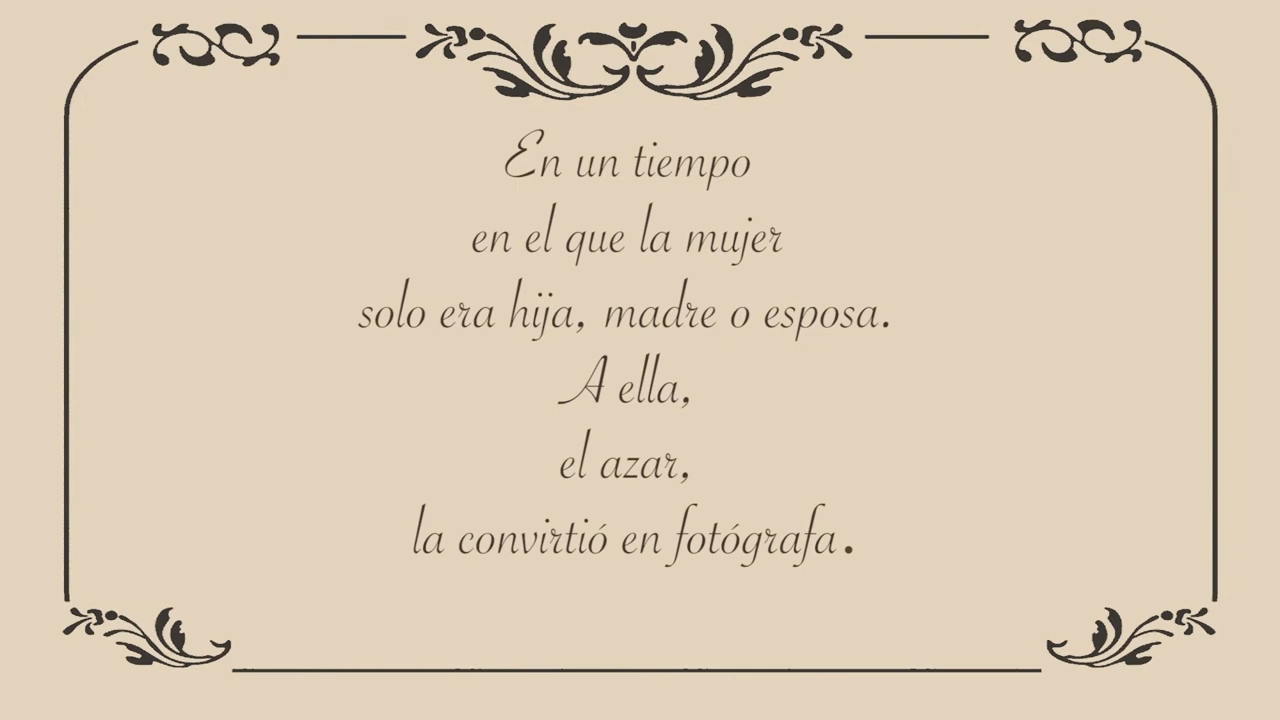 En un tiempo
en el que la mujer
solo era hija, madre o esposa.
A ella,
el azar,
la convirtió en fotógrafa.